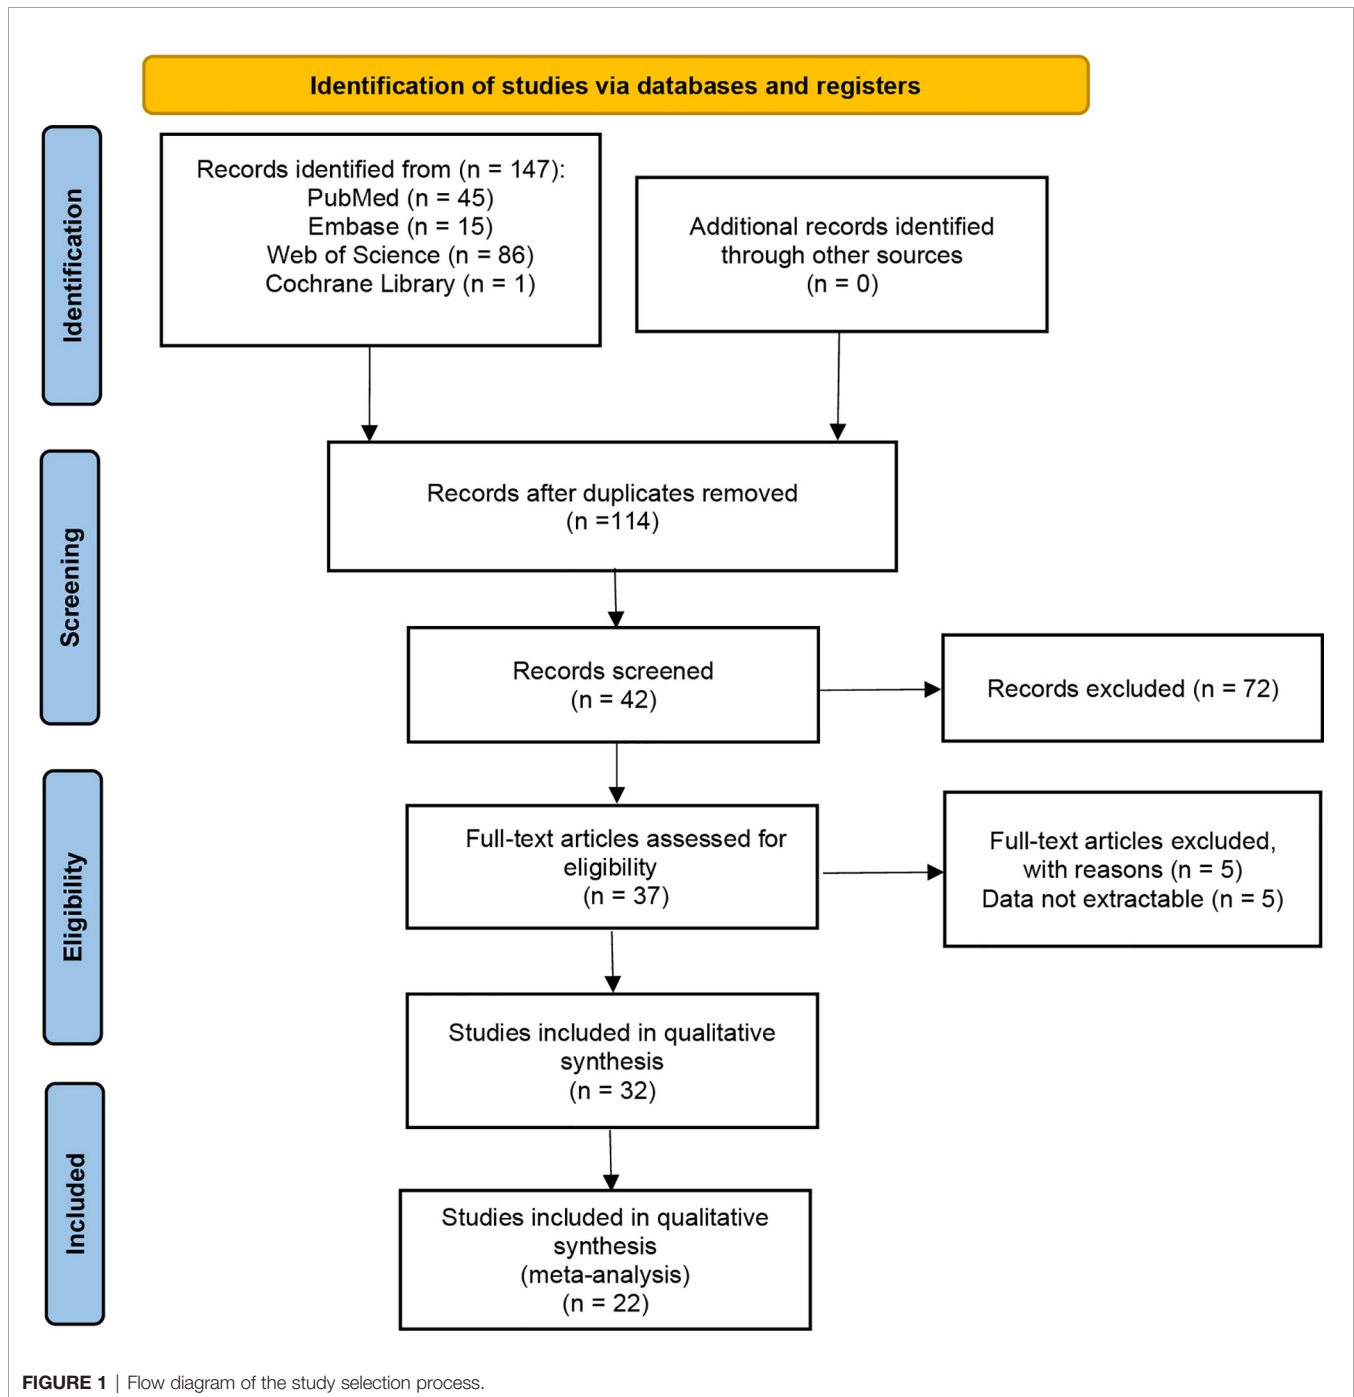 Identification of studies via databases and registers
Identification
Records identified from (n = 147):
PubMed (n = 45)
Embase (n = 15)
Web of Science (n = 86)
Cochrane Library (n = 1)
Additional records identified
through other sources
(n = 0)
Screening
Records after duplicates removed
(n =114)
Records screened
(n = 42)
Records excluded (n = 72)
Eligibility
Full-text articles assessed for
eligibility
(n = 37)
Full-text articles excluded,
with reasons (n = 5)
Data not extractable (n = 5)
Studies included in qualitative
synthesis
(n = 32)
Included
Studies included in qualitative
synthesis
(meta-analysis)
(n = 22)
FIGURE 1 | Flow diagram of the study selection process.